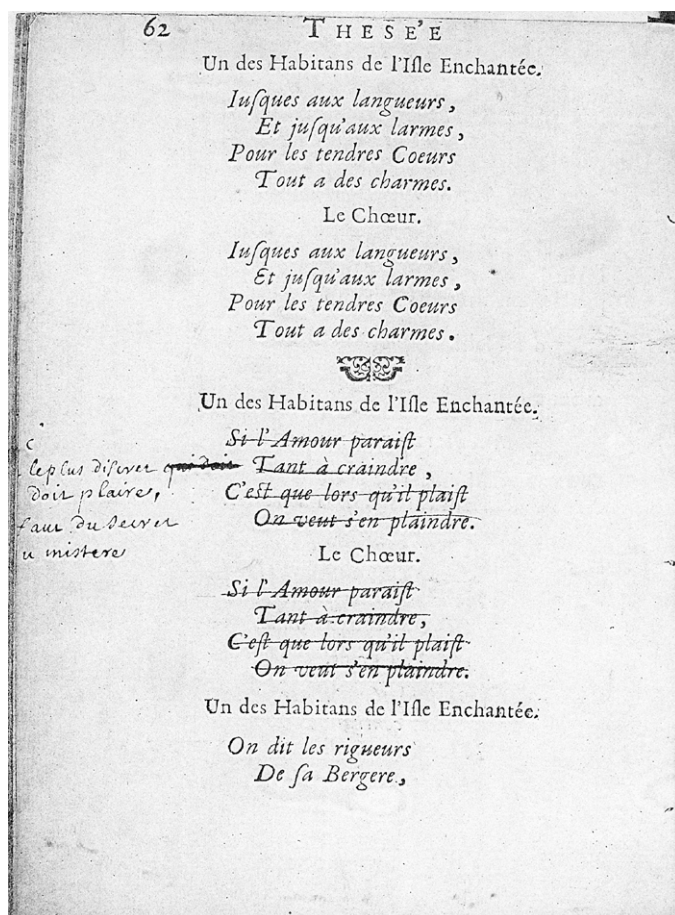 62 THESE'E
Un des Habitans de l'Iſle Enchantée.
Iuſques aux langueurs,
Et juſqu'aux larmes,
Pour les tendres Coeurs
Tout a des charmes.
Le Chœur.
Iuſques aux langueurs,
Et juſqu'aux larmes,
Pour les tendres Coeurs
Tout a des charmes.
Un des Habitans de l'Iſle Enchantée.
Si l'Amour paraiſt
Tant à craindre,
C'eſt que lors qu'il plaiſt
On veut s'en plaindre.
le plus discret qui doit
doit plaire,
faut du secret
mistere
Le Chœur.
Si l'Amour paraiſt
Tant à craindre,
C'eſt que lors qu'il plaiſt
On veut s'en plaindre.
Un des Habitans de l'Iſle Enchantée.
On dit les rigueurs
De ſa Bergere,